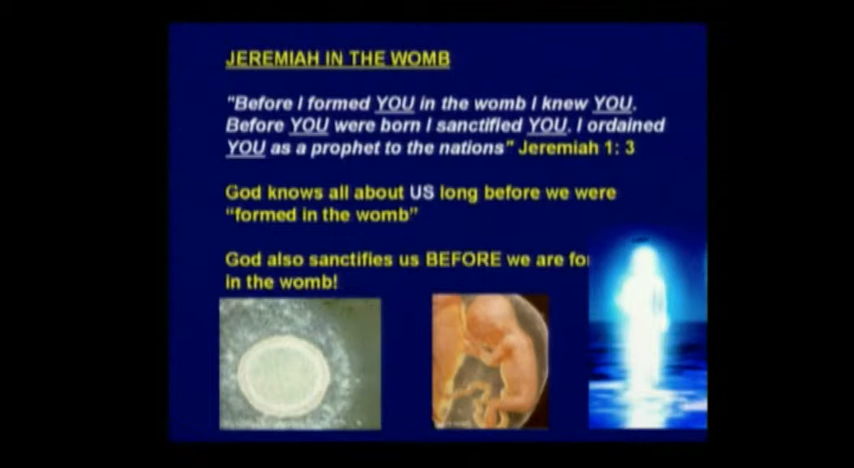 JEREMIAH IN THE WOMB
"Before I formed YOU in the womb I knew YOU.
Before YOU were born I sanctified YOU. I ordained
YOU as a prophet to the nations" Jeremiah 1: 3
God knows all about US long before we were
“formed in the womb”
God also sanctifies us BEFORE we are for
in the womb!